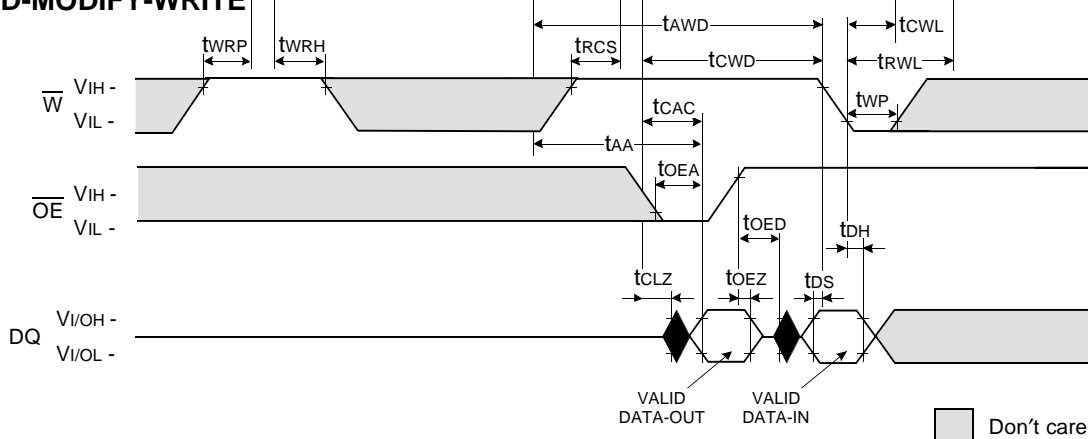 D-MODIFY-WRITE
tAWD
tCWL
tWRP
tWRH
tRCS
tCWD
tRWL
W
VIH -
VIL -
tCAC
tWP
tAA
OE
VIH -
VIL -
tOEA
tOED
tDH
tCLZ
tOEZ
tDS
DQ
VI/OH -
VI/OL -
VALID
DATA-OUT
VALID
DATA-IN
Don't care